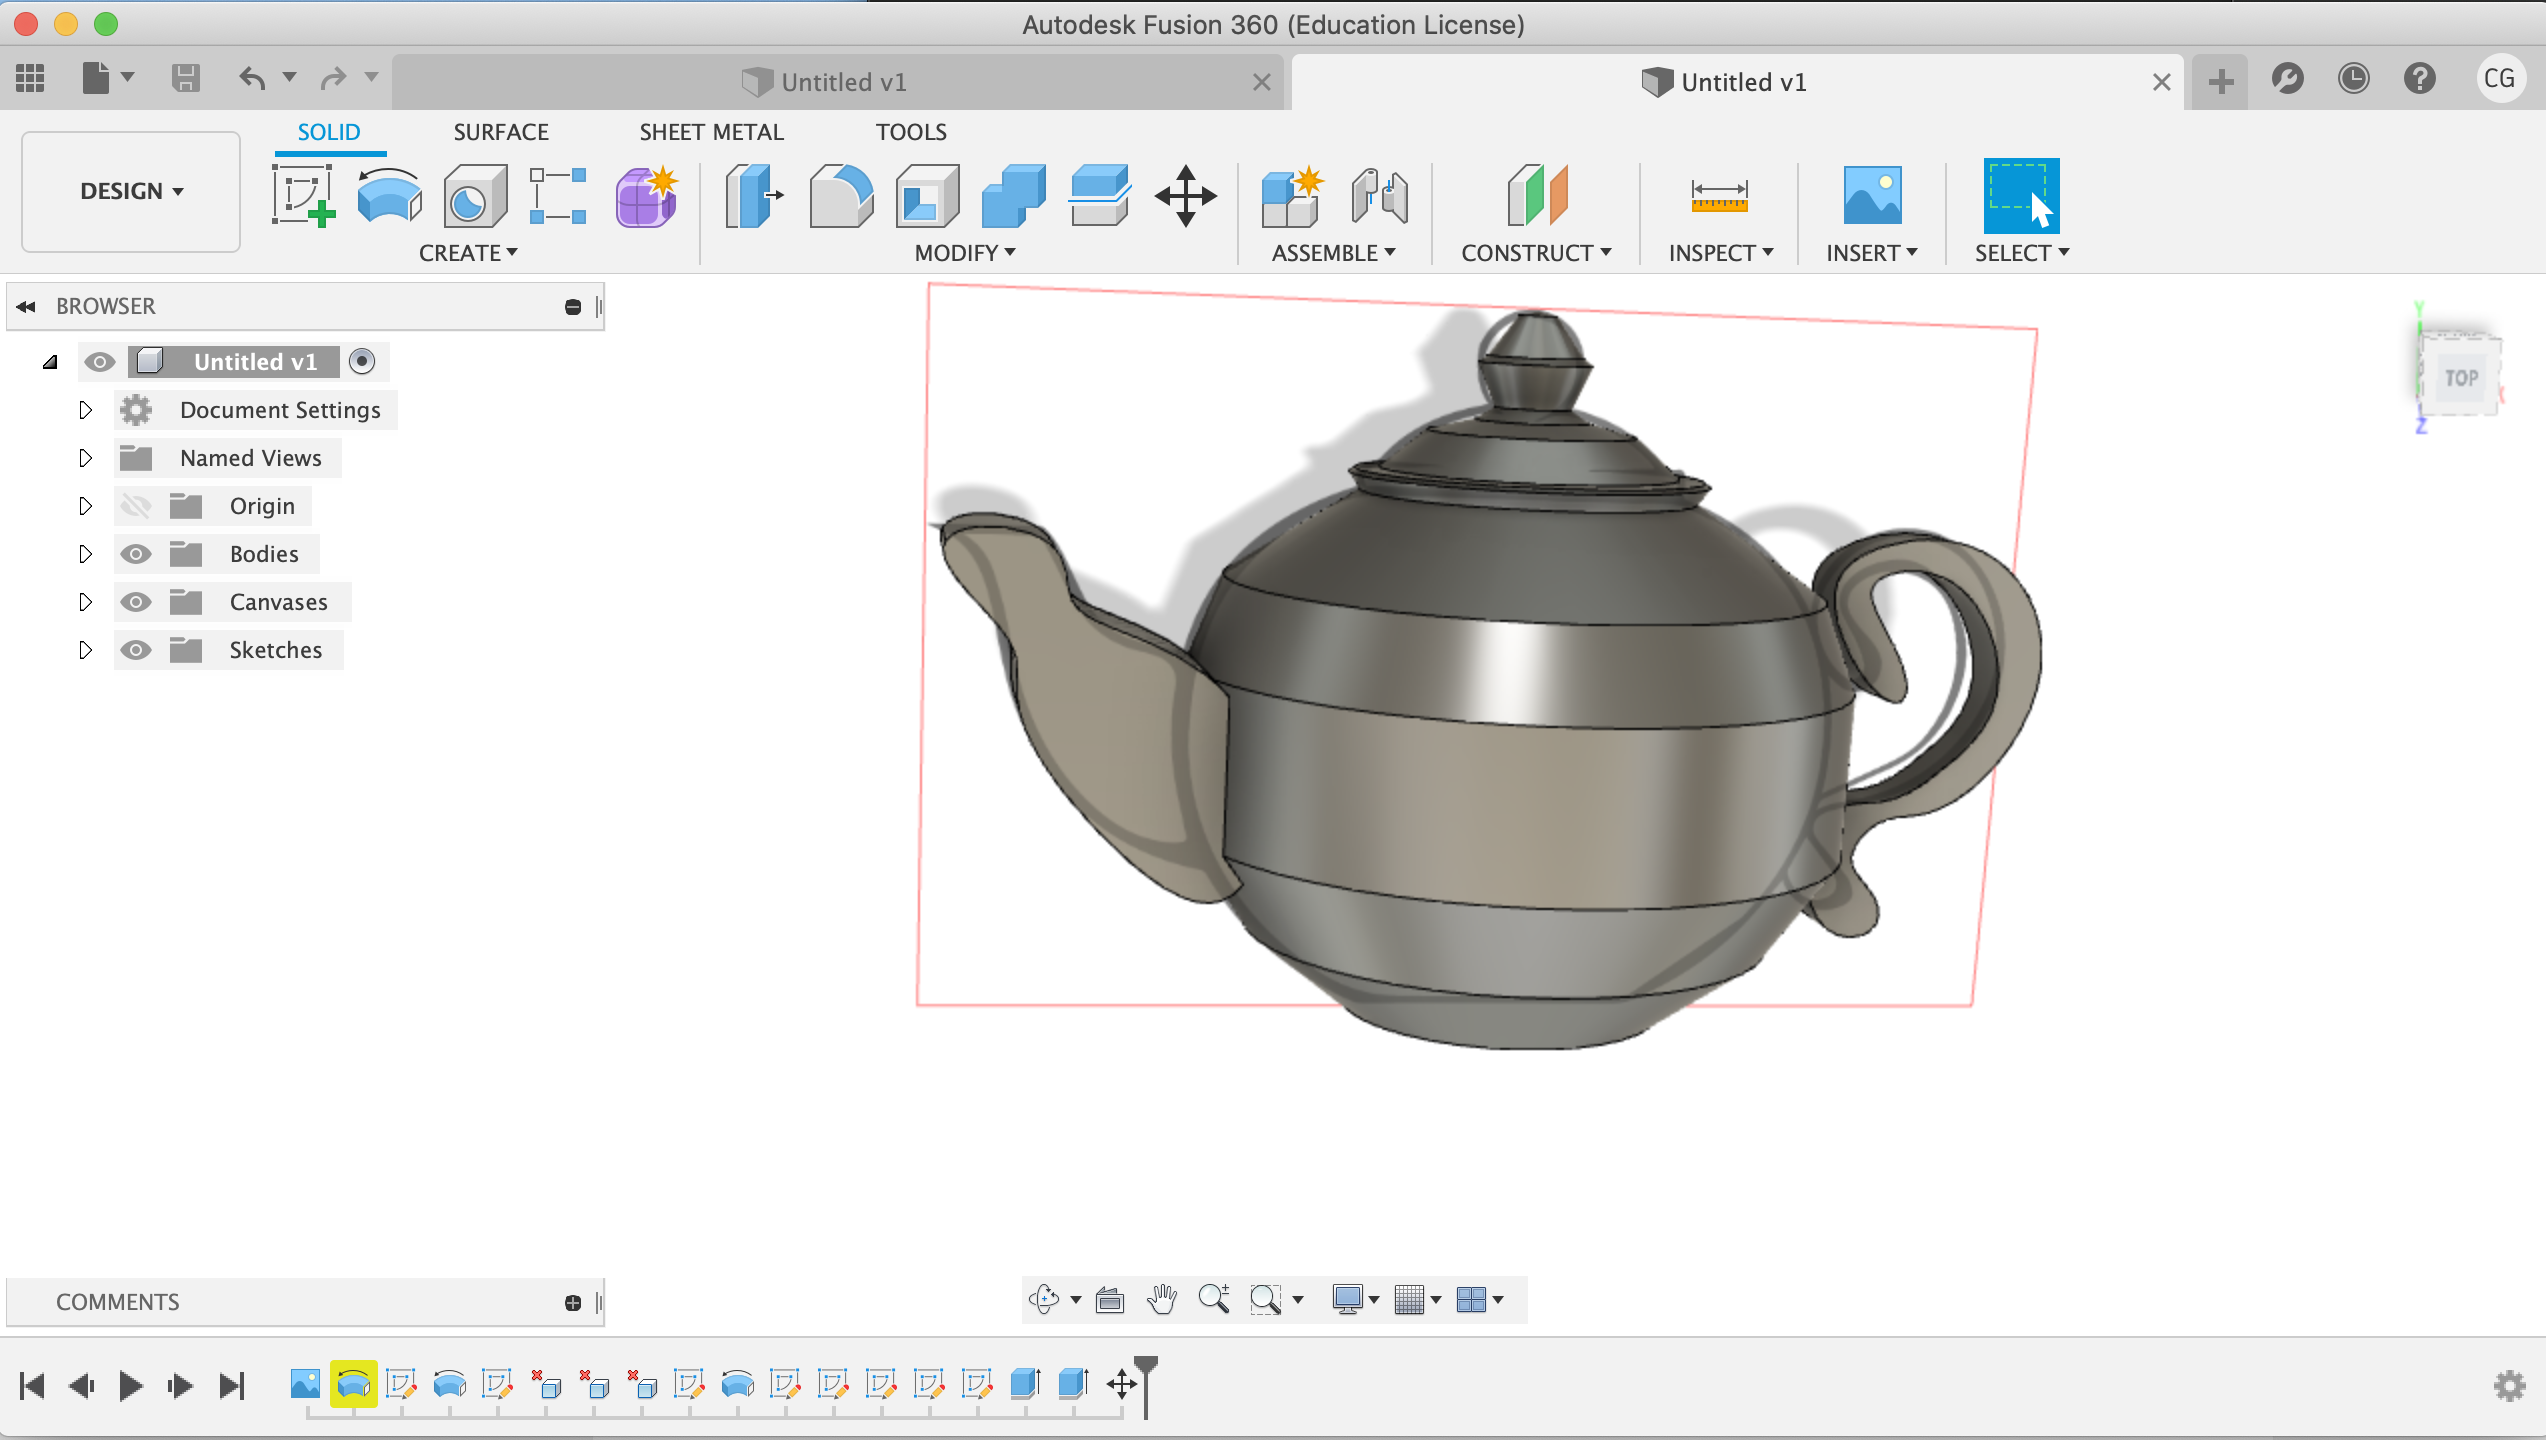 Autodesk Fusion 360 (Education License)
Untitled v1
Untitled v1
CG
SOLID
SURFACE
SHEET METAL
TOOLS
DESIGN
CREATE
MODIFY
ASSEMBLE
CONSTRUCT
INSPECT
INSERT
SELECT
BROWSER
Untitled v1
Document Settings
Named Views
Origin
Bodies
Canvases
Sketches
Y
TOP
Z
COMMENTS